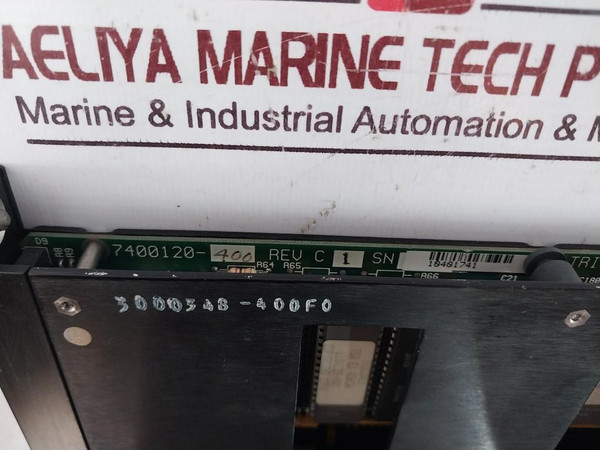 AELIYA MARINE TECH P
Marine & Industrial Automation & M
D9
7400120-400 REV C 1 SN 10401741 TRI
R64 R65 R66 C21
3000348-400F0